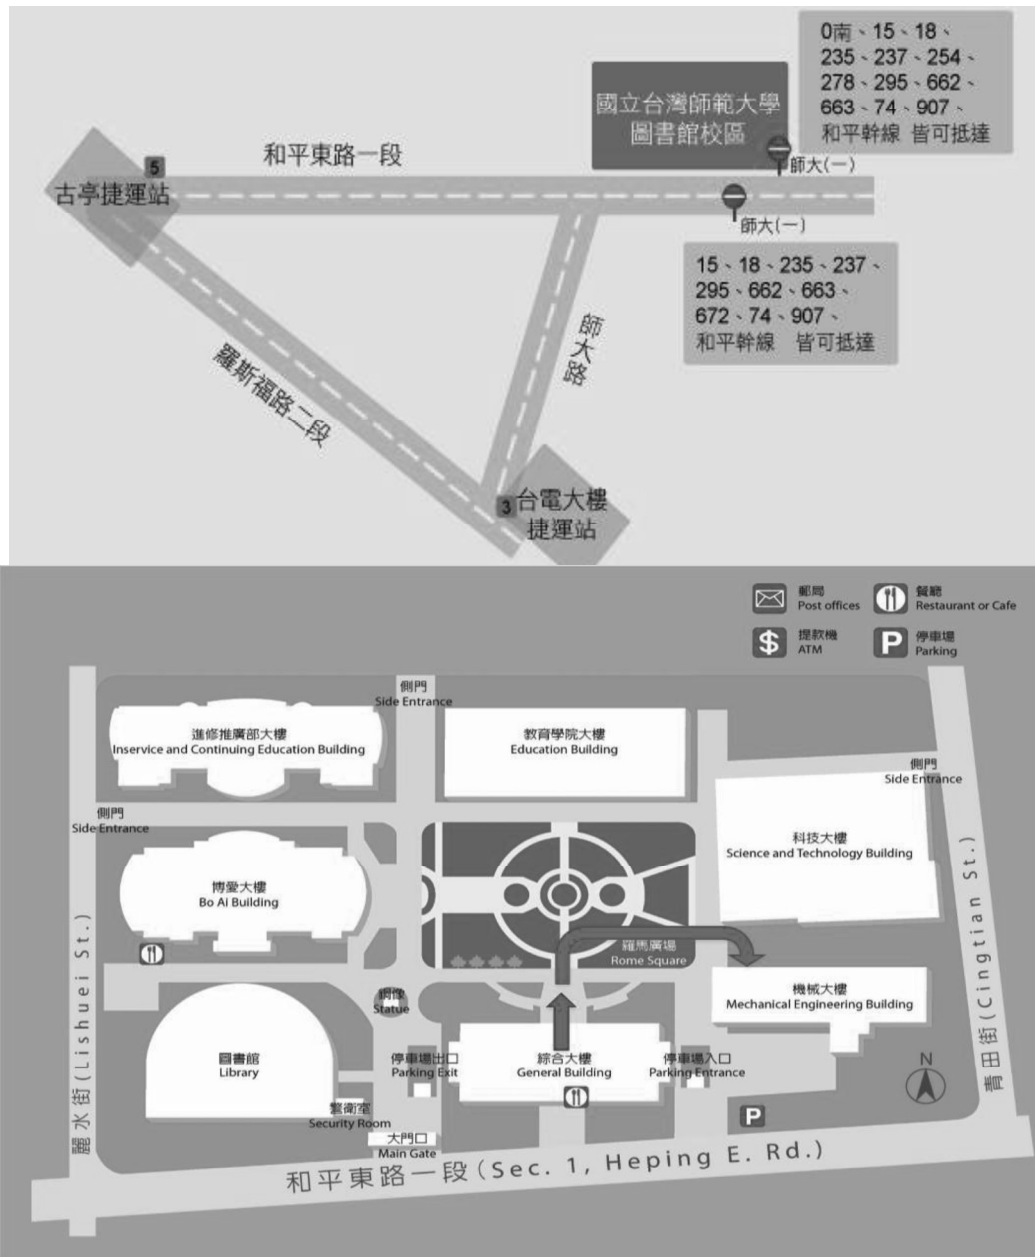 0南、15、18、
235、237、254、
278、295、662、
663、74、907、
和平幹線 皆可抵達
國立台灣師範大學
圖書館校區
師大(一)
和平東路一段
5
古亭捷運站
師大(一)
15、18、235、237、
295、662、663、
672、74、907、
和平幹線 皆可抵達
師大路
羅斯福路二段
3
台電大樓
捷運站
郵局
Post offices
餐廳
Restaurant or Cafe
$
提款機
ATM
P
停車場
Parking
側門
Side Entrance
進修推廣部大樓
Inservice and Continuing Education Building
教育學院大樓
Education Building
側門
Side Entrance
側門
Side Entrance
科技大樓
Science and Technology Building
博愛大樓
Bo Ai Building
羅馬廣場
Rome Square
銅像
Statue
機械大樓
Mechanical Engineering Building
圖書館
Library
停車場出口
Parking Exit
綜合大樓
General Building
停車場入口
Parking Entrance
N
警衛室
Security Room
P
大門口
Main Gate
麗水街(Lishuei St.)
青田街(Cingtian St.)
和平東路一段(Sec. 1, Heping E. Rd.)